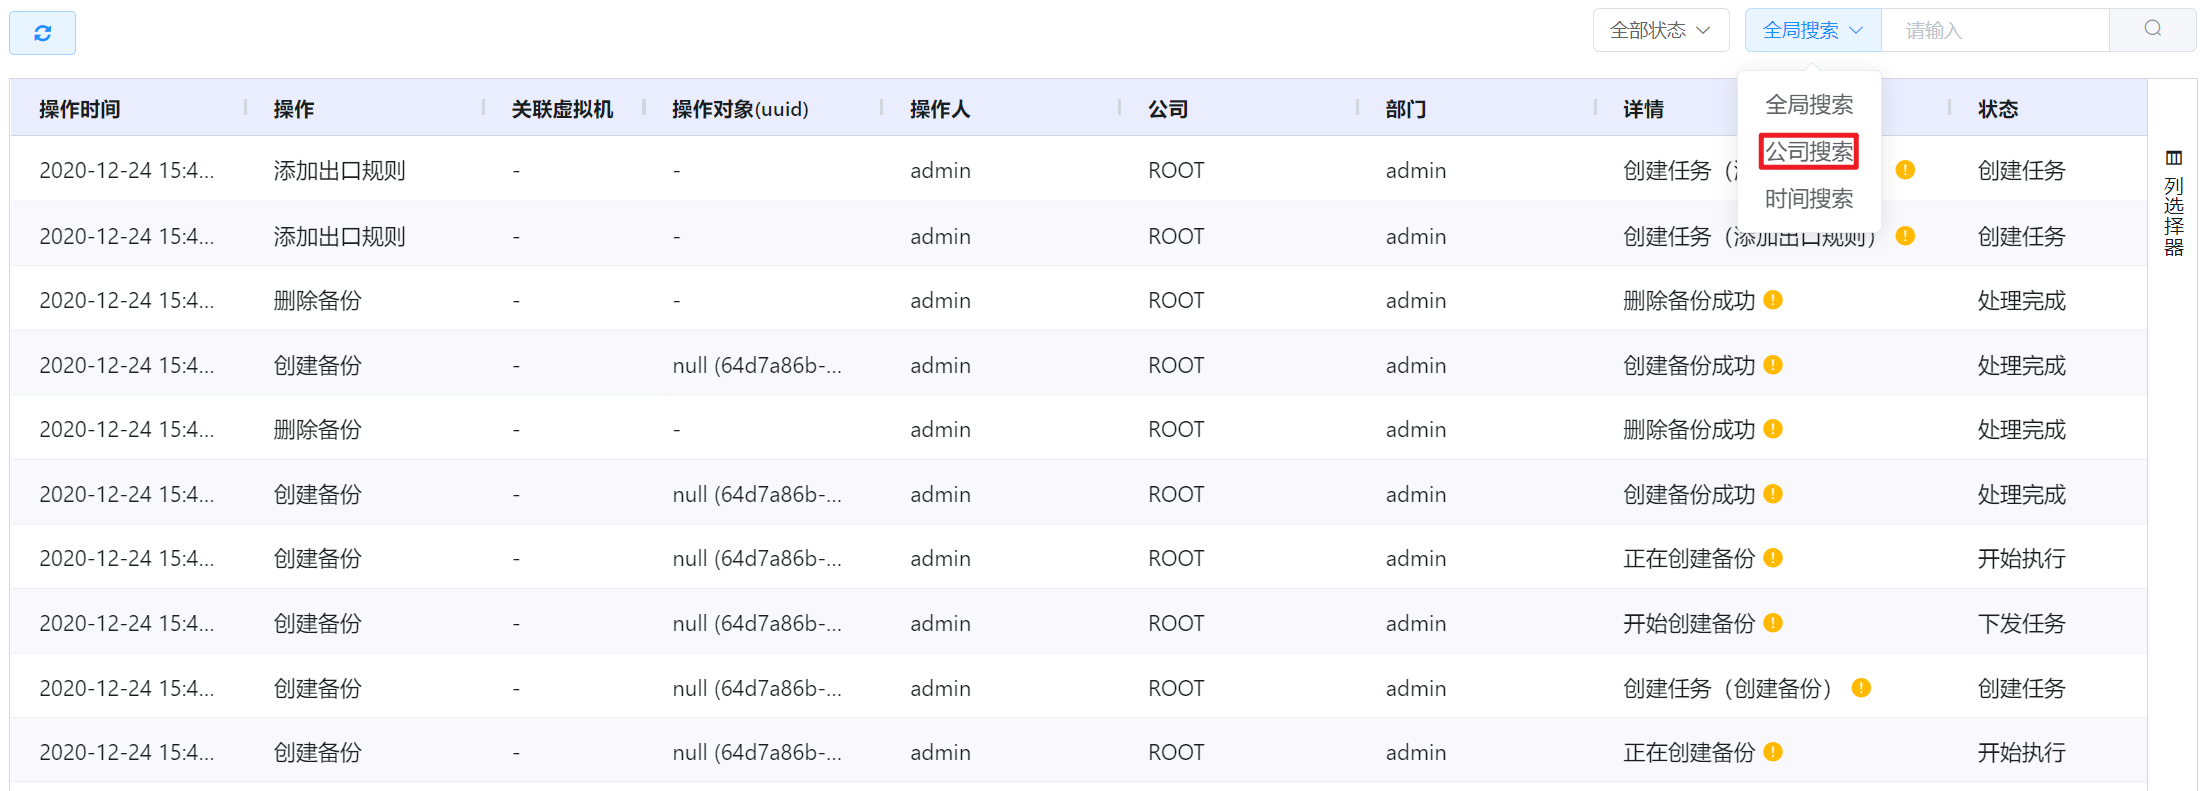 全部状态 全局搜索 请输入
全局搜索
公司搜索
时间搜索
操作时间 操作 关联虚拟机 操作对象(uuid) 操作人 公司 部门 详情 状态
2020-12-24 15:4... 添加出口规则 - - admin ROOT admin 创建任务（ 创建任务
2020-12-24 15:4... 添加出口规则 - - admin ROOT admin 创建任务（添加出口规则） 创建任务
2020-12-24 15:4... 删除备份 - - admin ROOT admin 删除备份成功 处理完成
2020-12-24 15:4... 创建备份 - null (64d7a86b-... admin ROOT admin 创建备份成功 处理完成
2020-12-24 15:4... 删除备份 - - admin ROOT admin 删除备份成功 处理完成
2020-12-24 15:4... 创建备份 - null (64d7a86b-... admin ROOT admin 创建备份成功 处理完成
2020-12-24 15:4... 创建备份 - null (64d7a86b-... admin ROOT admin 正在创建备份 开始执行
2020-12-24 15:4... 创建备份 - null (64d7a86b-... admin ROOT admin 开始创建备份 下发任务
2020-12-24 15:4... 创建备份 - null (64d7a86b-... admin ROOT admin 创建任务（创建备份） 创建任务
2020-12-24 15:4... 创建备份 - null (64d7a86b-... admin ROOT admin 正在创建备份 开始执行
列选择器